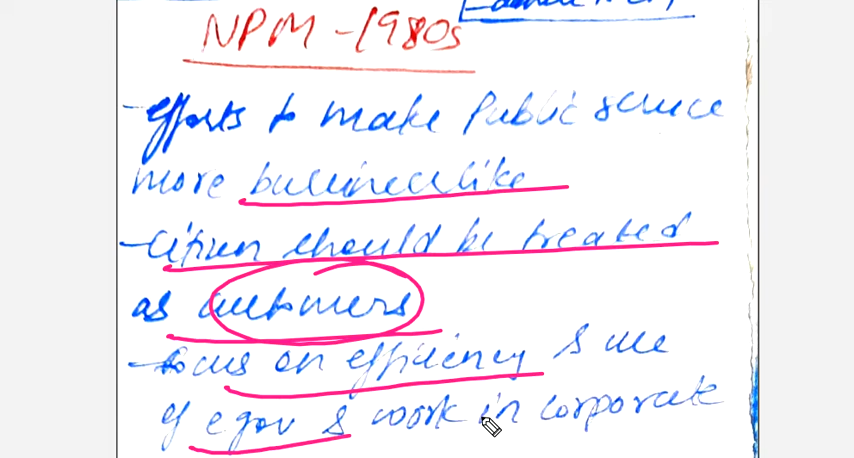 NPM - 1980s
- efforts to make Public service
more businesslike
- Citizen should be treated
as customers
- focus on efficiency & use
of egov & work in corporate